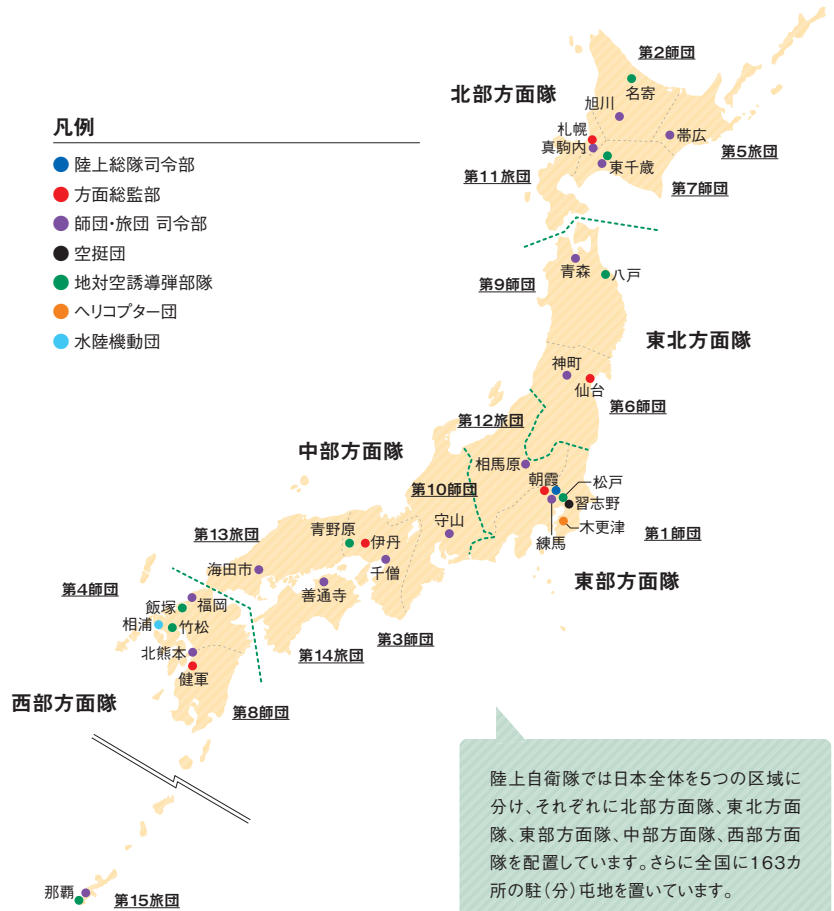 第2師団
北部方面隊
名寄
旭川
凡例
札幌
帯広
真駒内
第5旅団
陸上総隊司令部
東千歳
第11旅団
方面総監部
第7師団
師団・旅団 司令部
空挺団
青森
八戸
地対空誘導弾部隊
第9師団
ヘリコプター団
東北方面隊
水陸機動団
神町
仙台
第6師団
第12旅団
中部方面隊
相馬原
朝霞
松戸
第10師団
習志野
守山
木更津
第13旅団
青野原
伊丹
練馬
第1師団
海田市
千僧
東部方面隊
第4師団
善通寺
福岡
飯塚
相浦
竹松
第3師団
北熊本
第14旅団
健軍
西部方面隊
第8師団
陸上自衛隊では日本全体を5つの区域に
分け、それぞれに北部方面隊、東北方面
隊、東部方面隊、中部方面隊、西部方面
隊を配置しています。さらに全国に163カ
所の駐(分)屯地を置いています。
那覇
第15旅団